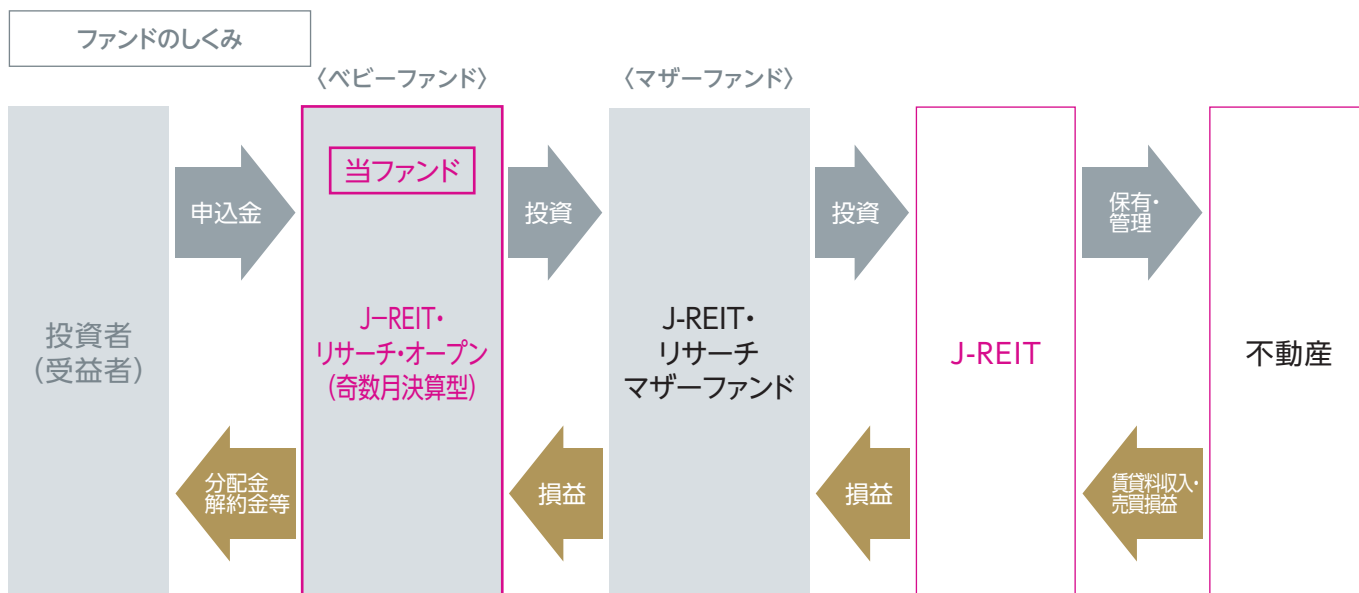 ファンドのしくみ
〈ベビーファンド〉
〈マザーファンド〉
当ファンド
申込金
投資
投資
保有・
管理
投資者
(受益者)
J−REIT・
リサーチ・オープン
(奇数月決算型)
J-REIT・
リサーチ
マザーファンド
J-REIT
不動産
分配金
解約金等
損益
損益
賃貸料収入・
売買損益